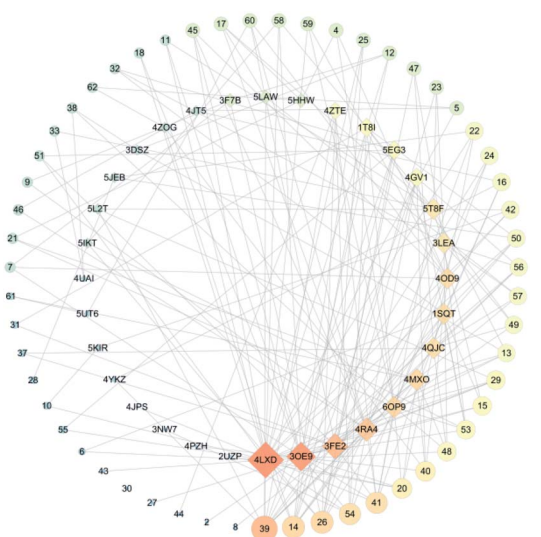 60
58
17
59
45
4
11
25
18
12
32
47
62
23
5LAW
3F7B
5HHW
38
5
4JT5
4ZTE
4ZOG
1T8I
33
22
3DSZ
5EG3
51
24
5JEB
4GV1
9
16
5L2T
5T8F
46
42
21
50
5IKT
3LEA
7
56
4UAI
4OD9
61
57
5UT6
1SQT
31
49
5KIR
4QJC
37
13
28
4YKZ
4MXO
29
10
4JPS
6OP9
15
55
3NW7
4RA4
53
4PZH
3FE2
6
2UZP
4LXD
3OE9
48
43
40
30
20
27
41
44
54
2
26
8
39
14